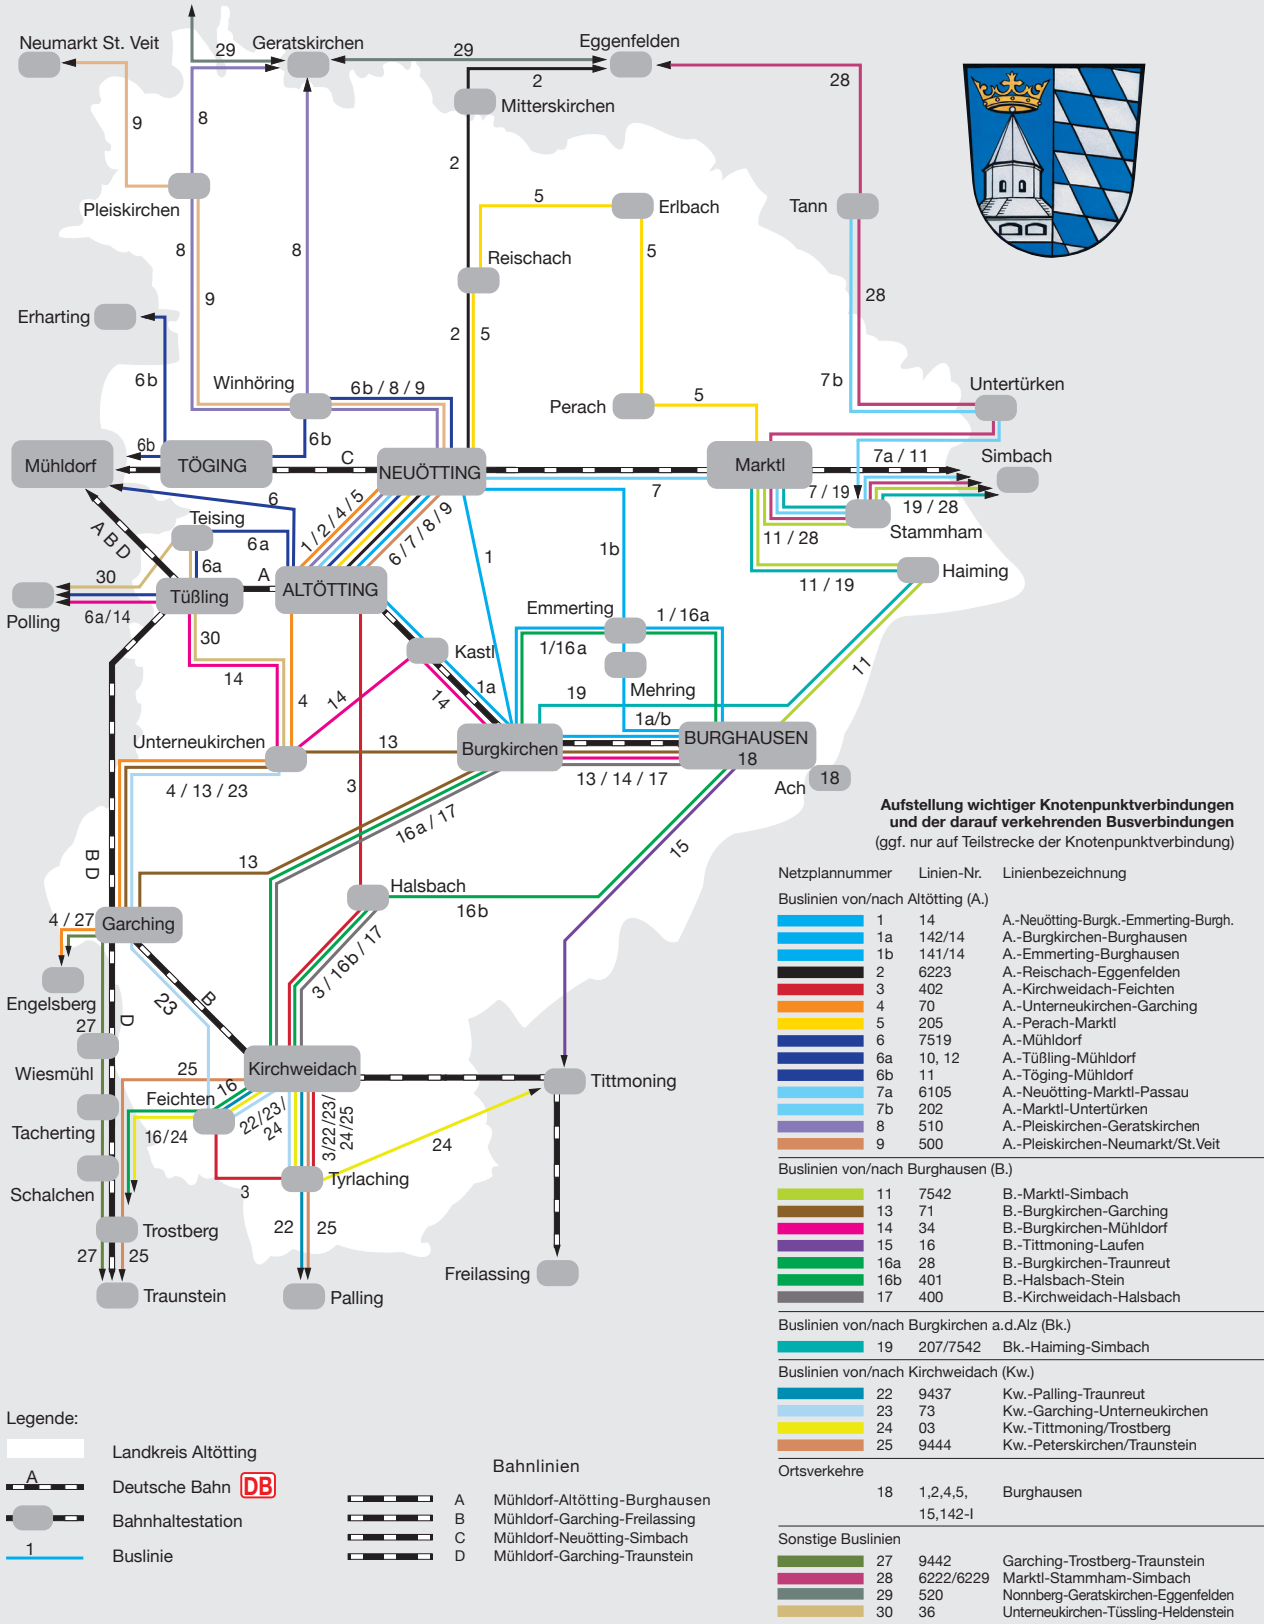 Neumarkt St. Veit
29
Geratskirchen
29
Eggenfelden
2
28
Mitterskirchen
9
8
2
Pleiskirchen
5
Erlbach
Tann
8
8
5
Reischach
9
28
Erharting
2
5
6b
Winhöring
6b / 8 / 9
7b
Untertürken
Perach
5
6b
6b
Mühldorf
TÖGING
C
NEUÖTTING
Marktl
7a / 11
Simbach
7
7 / 19
19 / 28
6
Teising
1 / 2 / 4 / 5
6 / 7 / 8 / 9
Stammham
11 / 28
A B D
6a
1
1b
30
6a
A
11 / 19
Haiming
Tüßling
ALTÖTTING
Polling
6a/14
Emmerting
1 / 16a
30
1/16a
Kastl
14
Mehring
11
4
14
1a
14
19
1a/b
Unterneukirchen
13
Burgkirchen
BURGHAUSEN
18
4 / 13 / 23
3
13 / 14 / 17
Ach
18
16a / 17
15
B D
13
Halsbach
16b
4 / 27
Garching
3 / 16b / 17
Engelsberg
23
B
27
D
Wiesmühl
25
Kirchweidach
Tittmoning
Feichten
16
22/23/
24
3/22/23/
24/25
Tacherting
16/24
24
Schalchen
3
Tyrlaching
Trostberg
22
25
27
25
Freilassing
Traunstein
Palling
Aufstellung wichtiger Knotenpunktverbindungen
und der darauf verkehrenden Busverbindungen
(ggf. nur auf Teilstrecke der Knotenpunktverbindung)
Netzplannummer Linien-Nr. Linienbezeichnung
Buslinien von/nach Altötting (A.)
1 14 A.-Neuötting-Burgk.-Emmerting-Burgh.
1a 142/14 A.-Burgkirchen-Burghausen
1b 141/14 A.-Emmerting-Burghausen
2 6223 A.-Reischach-Eggenfelden
3 402 A.-Kirchweidach-Feichten
4 70 A.-Unterneukirchen-Garching
5 205 A.-Perach-Marktl
6 7519 A.-Mühldorf
6a 10, 12 A.-Tüßling-Mühldorf
6b 11 A.-Töging-Mühldorf
7a 6105 A.-Neuötting-Marktl-Passau
7b 202 A.-Marktl-Untertürken
8 510 A.-Pleiskirchen-Geratskirchen
9 500 A.-Pleiskirchen-Neumarkt/St.Veit
Buslinien von/nach Burghausen (B.)
11 7542 B.-Marktl-Simbach
13 71 B.-Burgkirchen-Garching
14 34 B.-Burgkirchen-Mühldorf
15 16 B.-Tittmoning-Laufen
16a 28 B.-Burgkirchen-Traunreut
16b 401 B.-Halsbach-Stein
17 400 B.-Kirchweidach-Halsbach
Buslinien von/nach Burgkirchen a.d.Alz (Bk.)
19 207/7542 Bk.-Haiming-Simbach
Buslinien von/nach Kirchweidach (Kw.)
22 9437 Kw.-Palling-Traunreut
23 73 Kw.-Garching-Unterneukirchen
24 03 Kw.-Tittmoning/Trostberg
25 9444 Kw.-Peterskirchen/Traunstein
Ortsverkehre
18 1,2,4,5, Burghausen
15,142-I
Sonstige Buslinien
27 9442 Garching-Trostberg-Traunstein
28 6222/6229 Marktl-Stammham-Simbach
29 520 Nonnberg-Geratskirchen-Eggenfelden
30 36 Unterneukirchen-Tüssling-Heldenstein
Legende:
Landkreis Altötting
A Deutsche Bahn DB
Bahnhaltestation
1 Buslinie
Bahnlinien
A Mühldorf-Altötting-Burghausen
B Mühldorf-Garching-Freilassing
C Mühldorf-Neuötting-Simbach
D Mühldorf-Garching-Traunstein